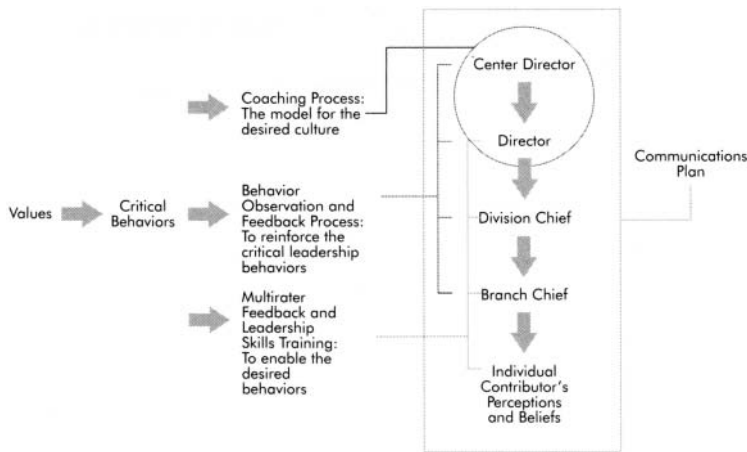 Values
Critical
Behaviors
Coaching Process:
The model for the
desired culture
Behavior
Observation and
Feedback Process:
To reinforce the
critical leadership
behaviors
Multirater
Feedback and
Leadership
Skills Training:
To enable the
desired
behaviors
Center Director
Director
Division Chief
Branch Chief
Individual
Contributor's
Perceptions
and Beliefs
Communications
Plan